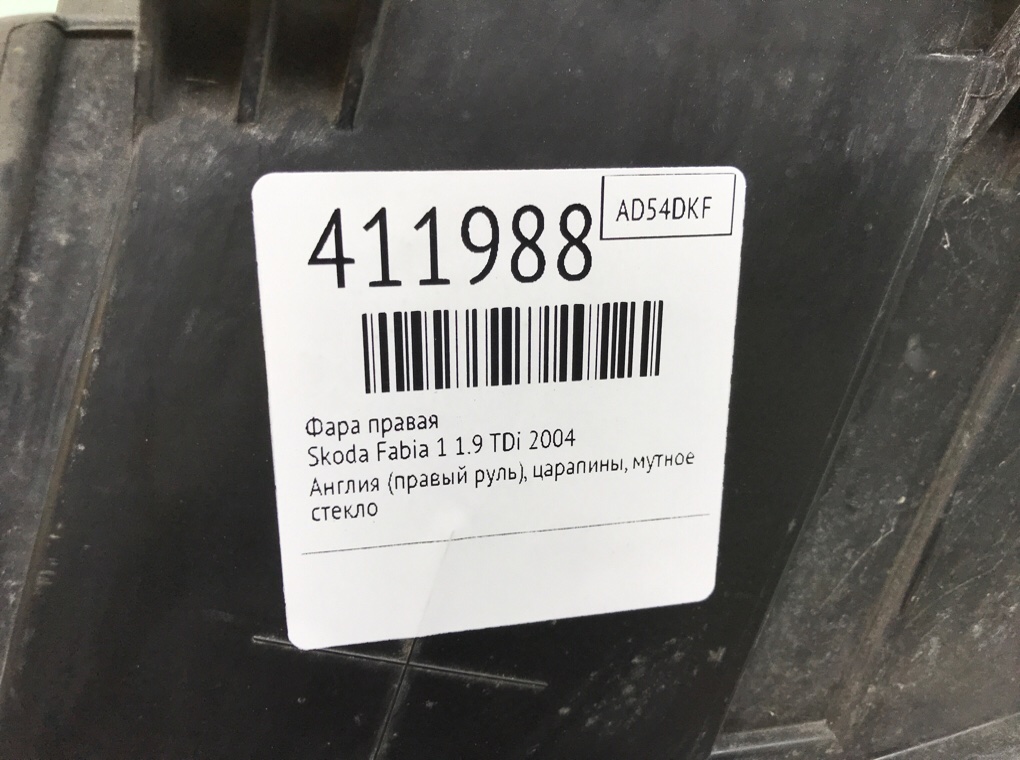 411988
AD54DKF
Фара правая
Skoda Fabia 1 1.9 TDi 2004
Англия (правый руль), царапины, мутное
стекло